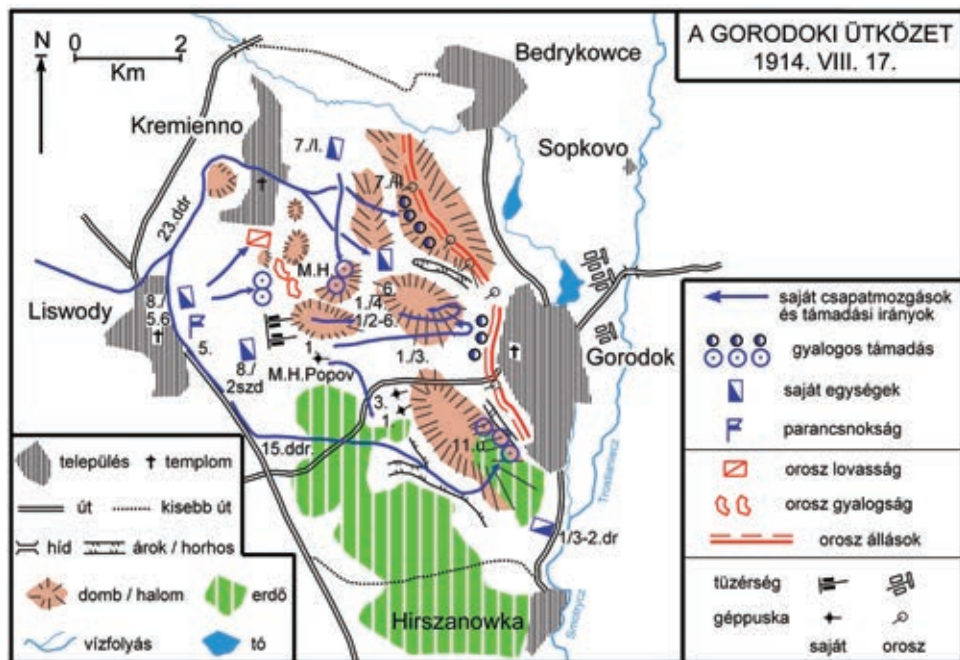 A GORODOKI ÜTKÖZET
1914. VIII. 17.
N
0 2
Km
Bedrykowce
Kremienno
Sopkovo
7./I.
7./II.
23.ddr
M.H.
6.
1./4
1/2-6.
Liswody
8./
5.6
5.
1.
1./3.
Gorodok
8./
2szd
M.H.Popov
3.
1.
11.u.
15.ddr.
1/3-2.dr
Hirszanowka
Smotrycz
település
templom
út
kisebb út
híd
árok / horhos
domb / halom
erdő
vízfolyás
tó
saját csapatmozgások
és támadási irányok
gyalogos támadás
saját egységek
parancsnokság
orosz lovasság
orosz gyalogság
orosz állások
tüzérség
géppuska
saját orosz